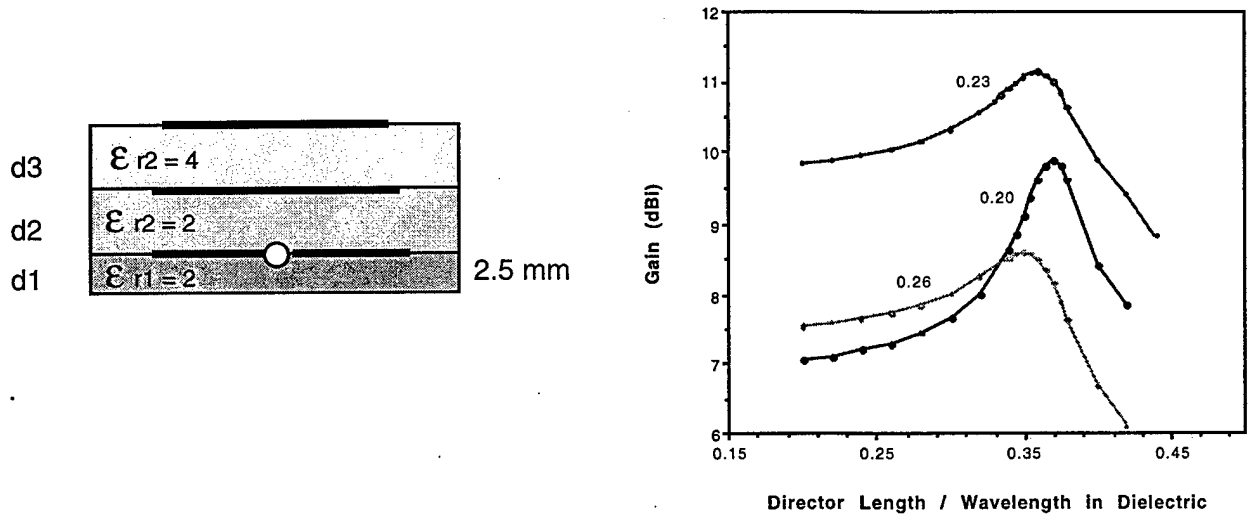 d3
ε r2 = 4
d2
ε r2 = 2
d1
ε r1 = 2
2.5 mm
12
11
10
9
8
7
6
Gain (dBi)
0.23
0.20
0.26
0.15
0.25
0.35
0.45
Director Length / Wavelength in Dielectric